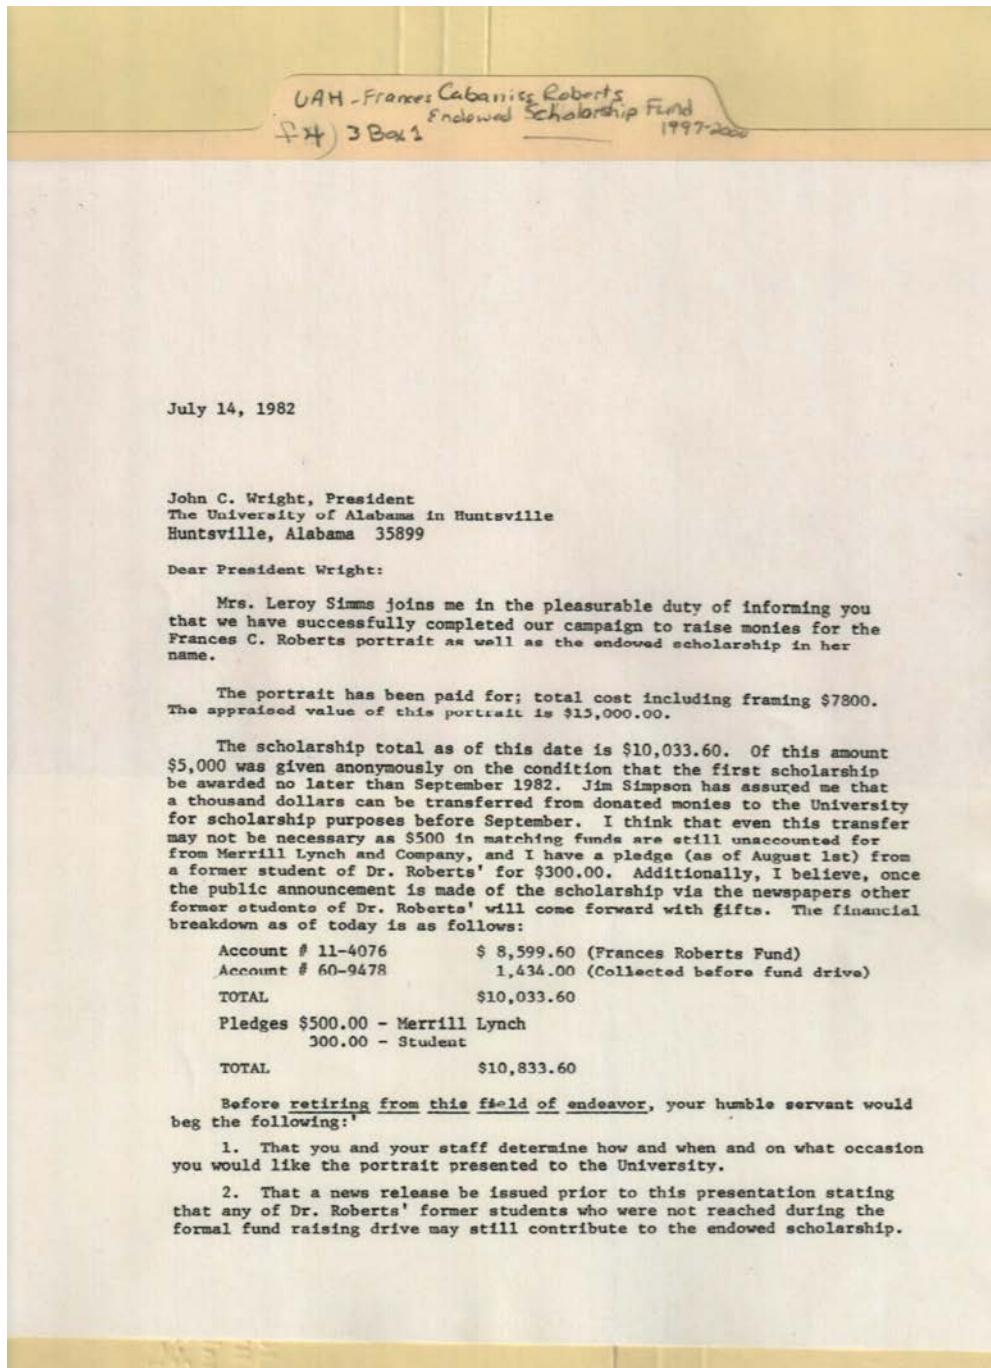 UAH - Frances Cabaniss Roberts
Endowed Scholarship Fund
f4) 3 Box 1
1997-2000
July 14, 1982
John C. Wright, President
The University of Alabama in Huntsville
Huntsville, Alabama 35899
Dear President Wright:
Mrs. Leroy Simms joins me in the pleasurable duty of informing you
that we have successfully completed our campaign to raise monies for the
Frances C. Roberts portrait as well as the endowed scholarship in her
name.
The portrait has been paid for; total cost including framing $7800.
The appraised value of this portrait is $15,000.00.
The scholarship total as of this date is $10,033.60. Of this amount
$5,000 was given anonymously on the condition that the first scholarship
be awarded no later than September 1982. Jim Simpson has assured me that
a thousand dollars can be transferred from donated monies to the University
for scholarship purposes before September. I think that even this transfer
may not be necessary as $500 in matching funds are still unaccounted for
from Merrill Lynch and Company, and I have a pledge (as of August 1st) from
a former student of Dr. Roberts' for $300.00. Additionally, I believe, once
the public announcement is made of the scholarship via the newspapers other
former students of Dr. Roberts' will come forward with gifts. The financial
breakdown as of today is as follows:
Account # 11-4076 $ 8,599.60 (Frances Roberts Fund)
Account # 60-9478 1,434.00 (Collected before fund drive)
TOTAL $10,033.60
Pledges $500.00 - Merrill Lynch
300.00 - Student
TOTAL $10,833.60
Before retiring from this field of endeavor, your humble servant would
beg the following:'
1. That you and your staff determine how and when and on what occasion
you would like the portrait presented to the University.
2. That a news release be issued prior to this presentation stating
that any of Dr. Roberts' former students who were not reached during the
formal fund raising drive may still contribute to the endowed scholarship.